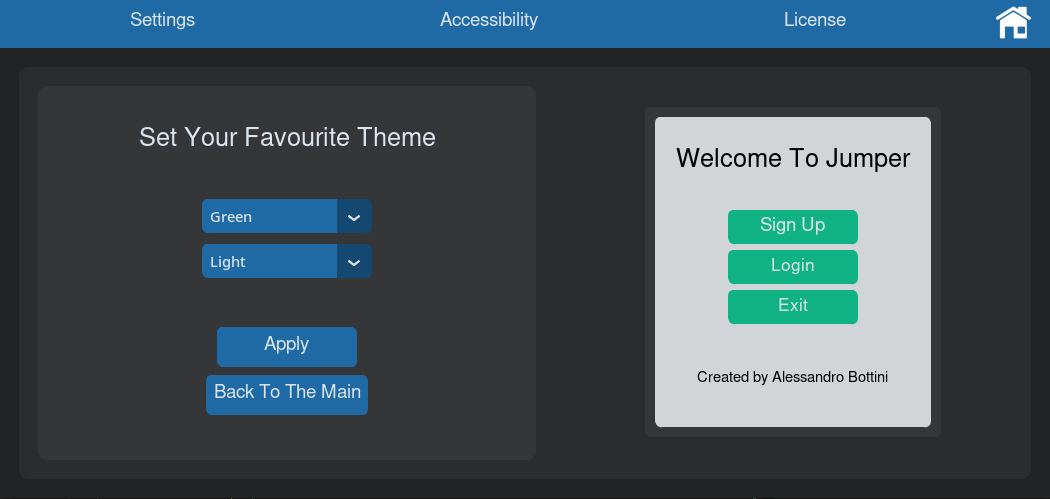 Settings
Accessibility
License
Set Your Favourite Theme
Green
Light
Apply
Back To The Main
Welcome To Jumper
Sign Up
Login
Exit
Created by Alessandro Bottini